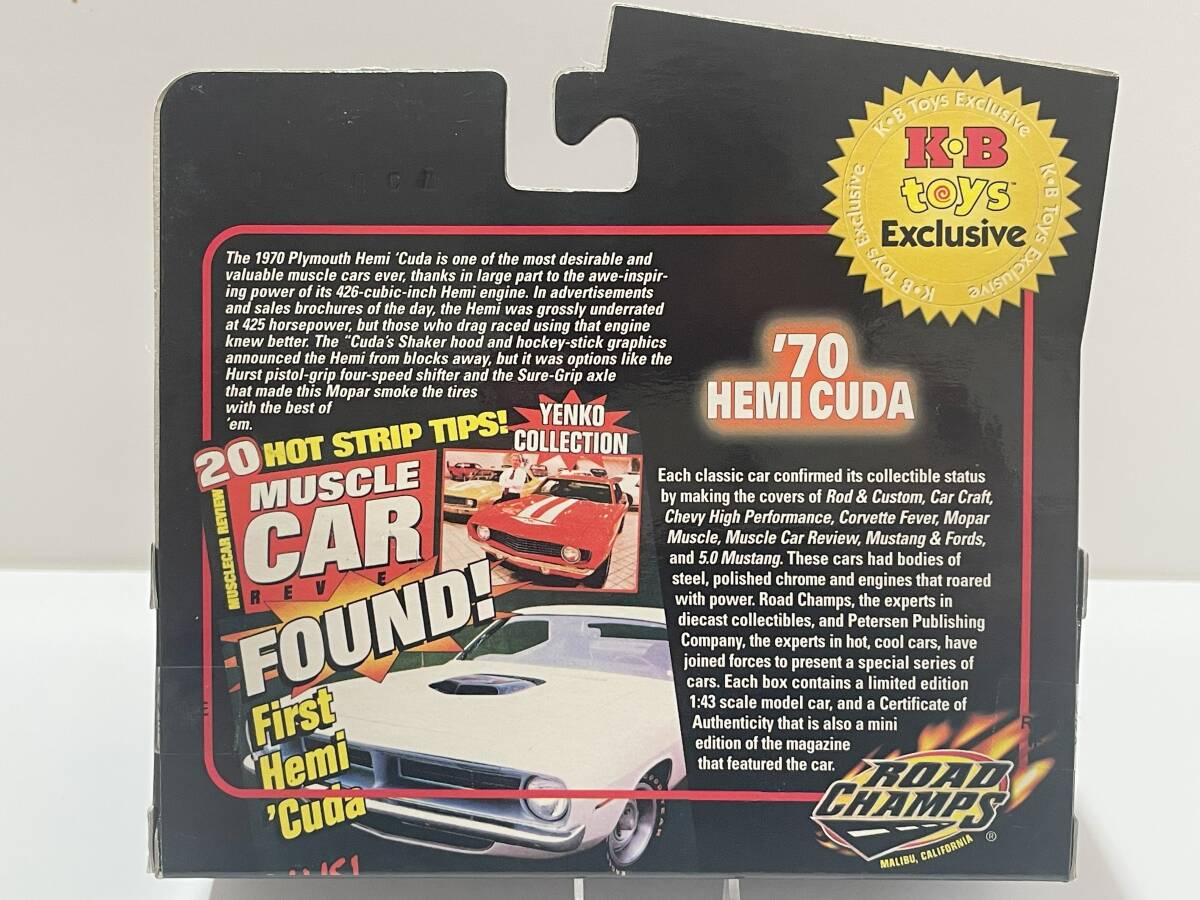 K•B Toys Exclusive
K•B Toys Exclusive
K•B Toys Exclusive
K•B
toys™
Exclusive
The 1970 Plymouth Hemi 'Cuda is one of the most desirable and
valuable muscle cars ever, thanks in large part to the awe-inspir-
ing power of its 426-cubic-inch Hemi engine. In advertisements
and sales brochures of the day, the Hemi was grossly underrated
at 425 horsepower, but those who drag raced using that engine
knew better. The "Cuda's Shaker hood and hockey-stick graphics
announced the Hemi from blocks away, but it was options like the
Hurst pistol-grip four-speed shifter and the Sure-Grip axle
that made this Mopar smoke the tires
with the best of
'em.
'70
HEMI CUDA
20 HOT STRIP TIPS!
YENKO
COLLECTION
MUSCLECAR REVIEW
MUSCLE
CAR
REVIE
FOUND!
First
Hemi
'Cuda
Each classic car confirmed its collectible status
by making the covers of Rod & Custom, Car Craft,
Chevy High Performance, Corvette Fever, Mopar
Muscle, Muscle Car Review, Mustang & Fords,
and 5.0 Mustang. These cars had bodies of
steel, polished chrome and engines that roared
with power. Road Champs, the experts in
diecast collectibles, and Petersen Publishing
Company, the experts in hot, cool cars, have
joined forces to present a special series of
cars. Each box contains a limited edition
1:43 scale model car, and a Certificate of
Authenticity that is also a mini
edition of the magazine
that featured the car.
ROAD
CHAMPS®
MALIBU, CALIFORNIA